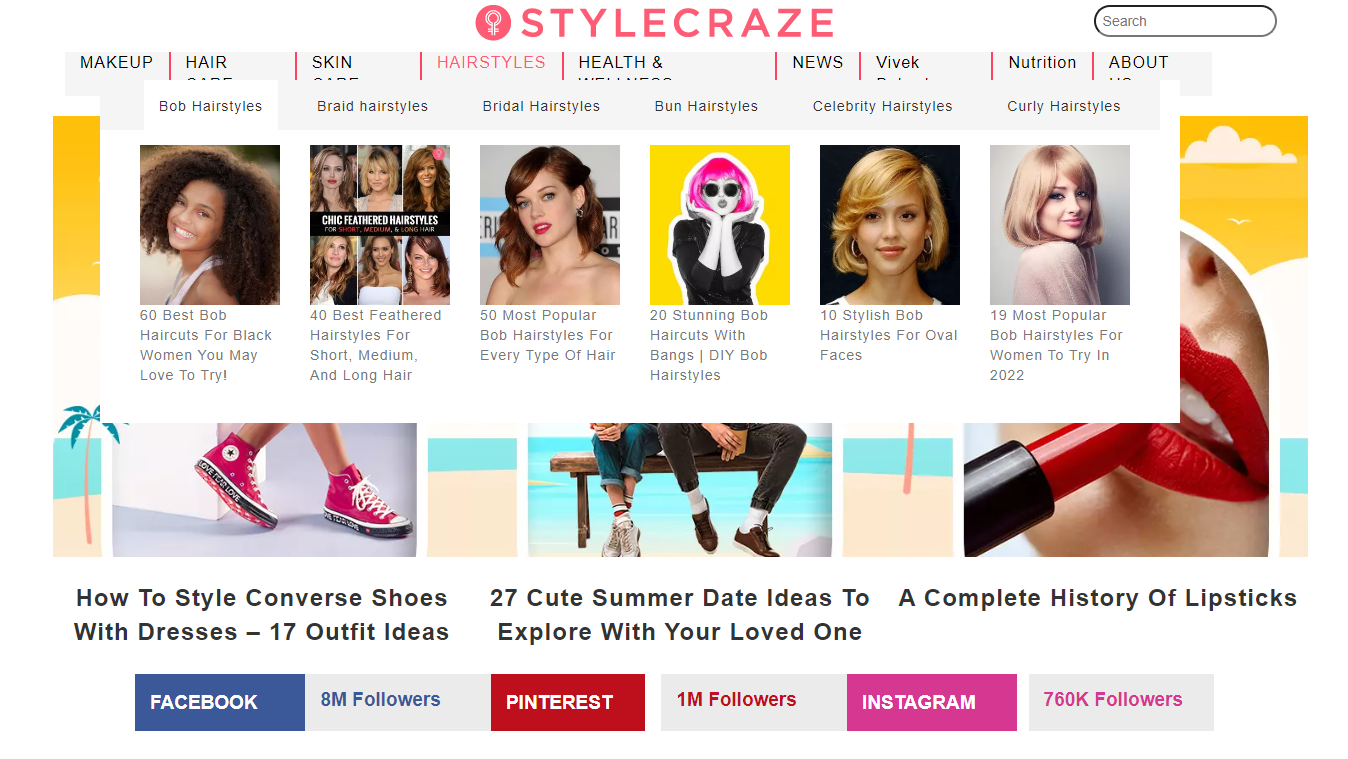 STYLECRAZE
Search
MAKEUP
HAIR
SKIN
HAIRSTYLES
HEALTH &
NEWS
Vivek
Nutrition
ABOUT
Bob Hairstyles
Braid hairstyles
Bridal Hairstyles
Bun Hairstyles
Celebrity Hairstyles
Curly Hairstyles
CHIC FEATHERED HAIRSTYLES
FOR SHORT, MEDIUM, & LONG HAIR
60 Best Bob
Haircuts For Black
Women You May
Love To Try!
40 Best Feathered
Hairstyles For
Short, Medium,
And Long Hair
50 Most Popular
Bob Hairstyles For
Every Type Of Hair
20 Stunning Bob
Haircuts With
Bangs | DIY Bob
Hairstyles
10 Stylish Bob
Hairstyles For Oval
Faces
19 Most Popular
Bob Hairstyles For
Women To Try In
2022
How To Style Converse Shoes
With Dresses – 17 Outfit Ideas
27 Cute Summer Date Ideas To
Explore With Your Loved One
A Complete History Of Lipsticks
FACEBOOK
8M Followers
PINTEREST
1M Followers
INSTAGRAM
760K Followers